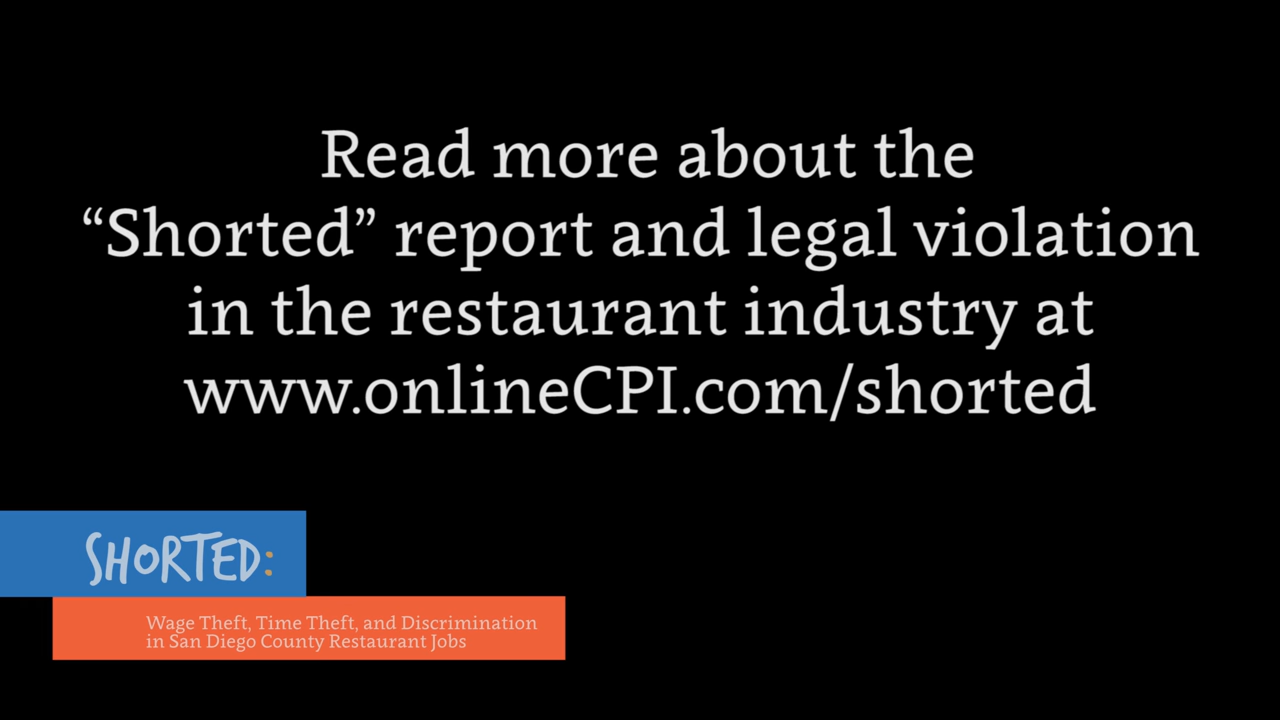 Read more about the
“Shorted” report and legal violation
in the restaurant industry at
www.onlineCPI.com/shorted
SHORTED:
Wage Theft, Time Theft, and Discrimination
in San Diego County Restaurant Jobs